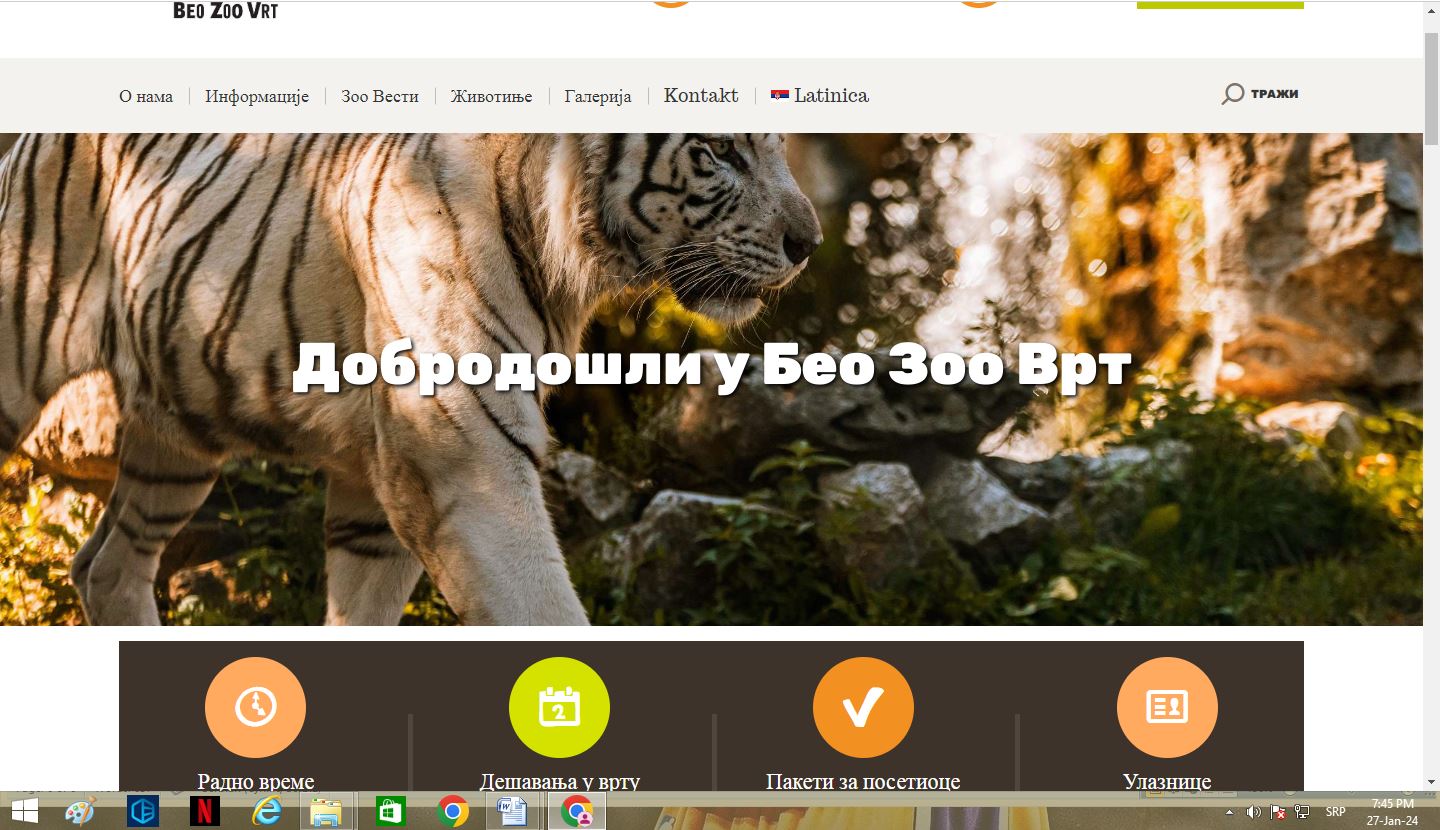 Beo Zoo Vrt
О нама
Информације
Зоо Вести
Животиње
Галерија
Kontakt
Latinica
ТРАЖИ
Добродошли у Бео Зоо Врт
2
Радно време
Дешавања у врту
Пакети за посетиоце
Улазнице
SRP
7:45 PM
27-Jan-24